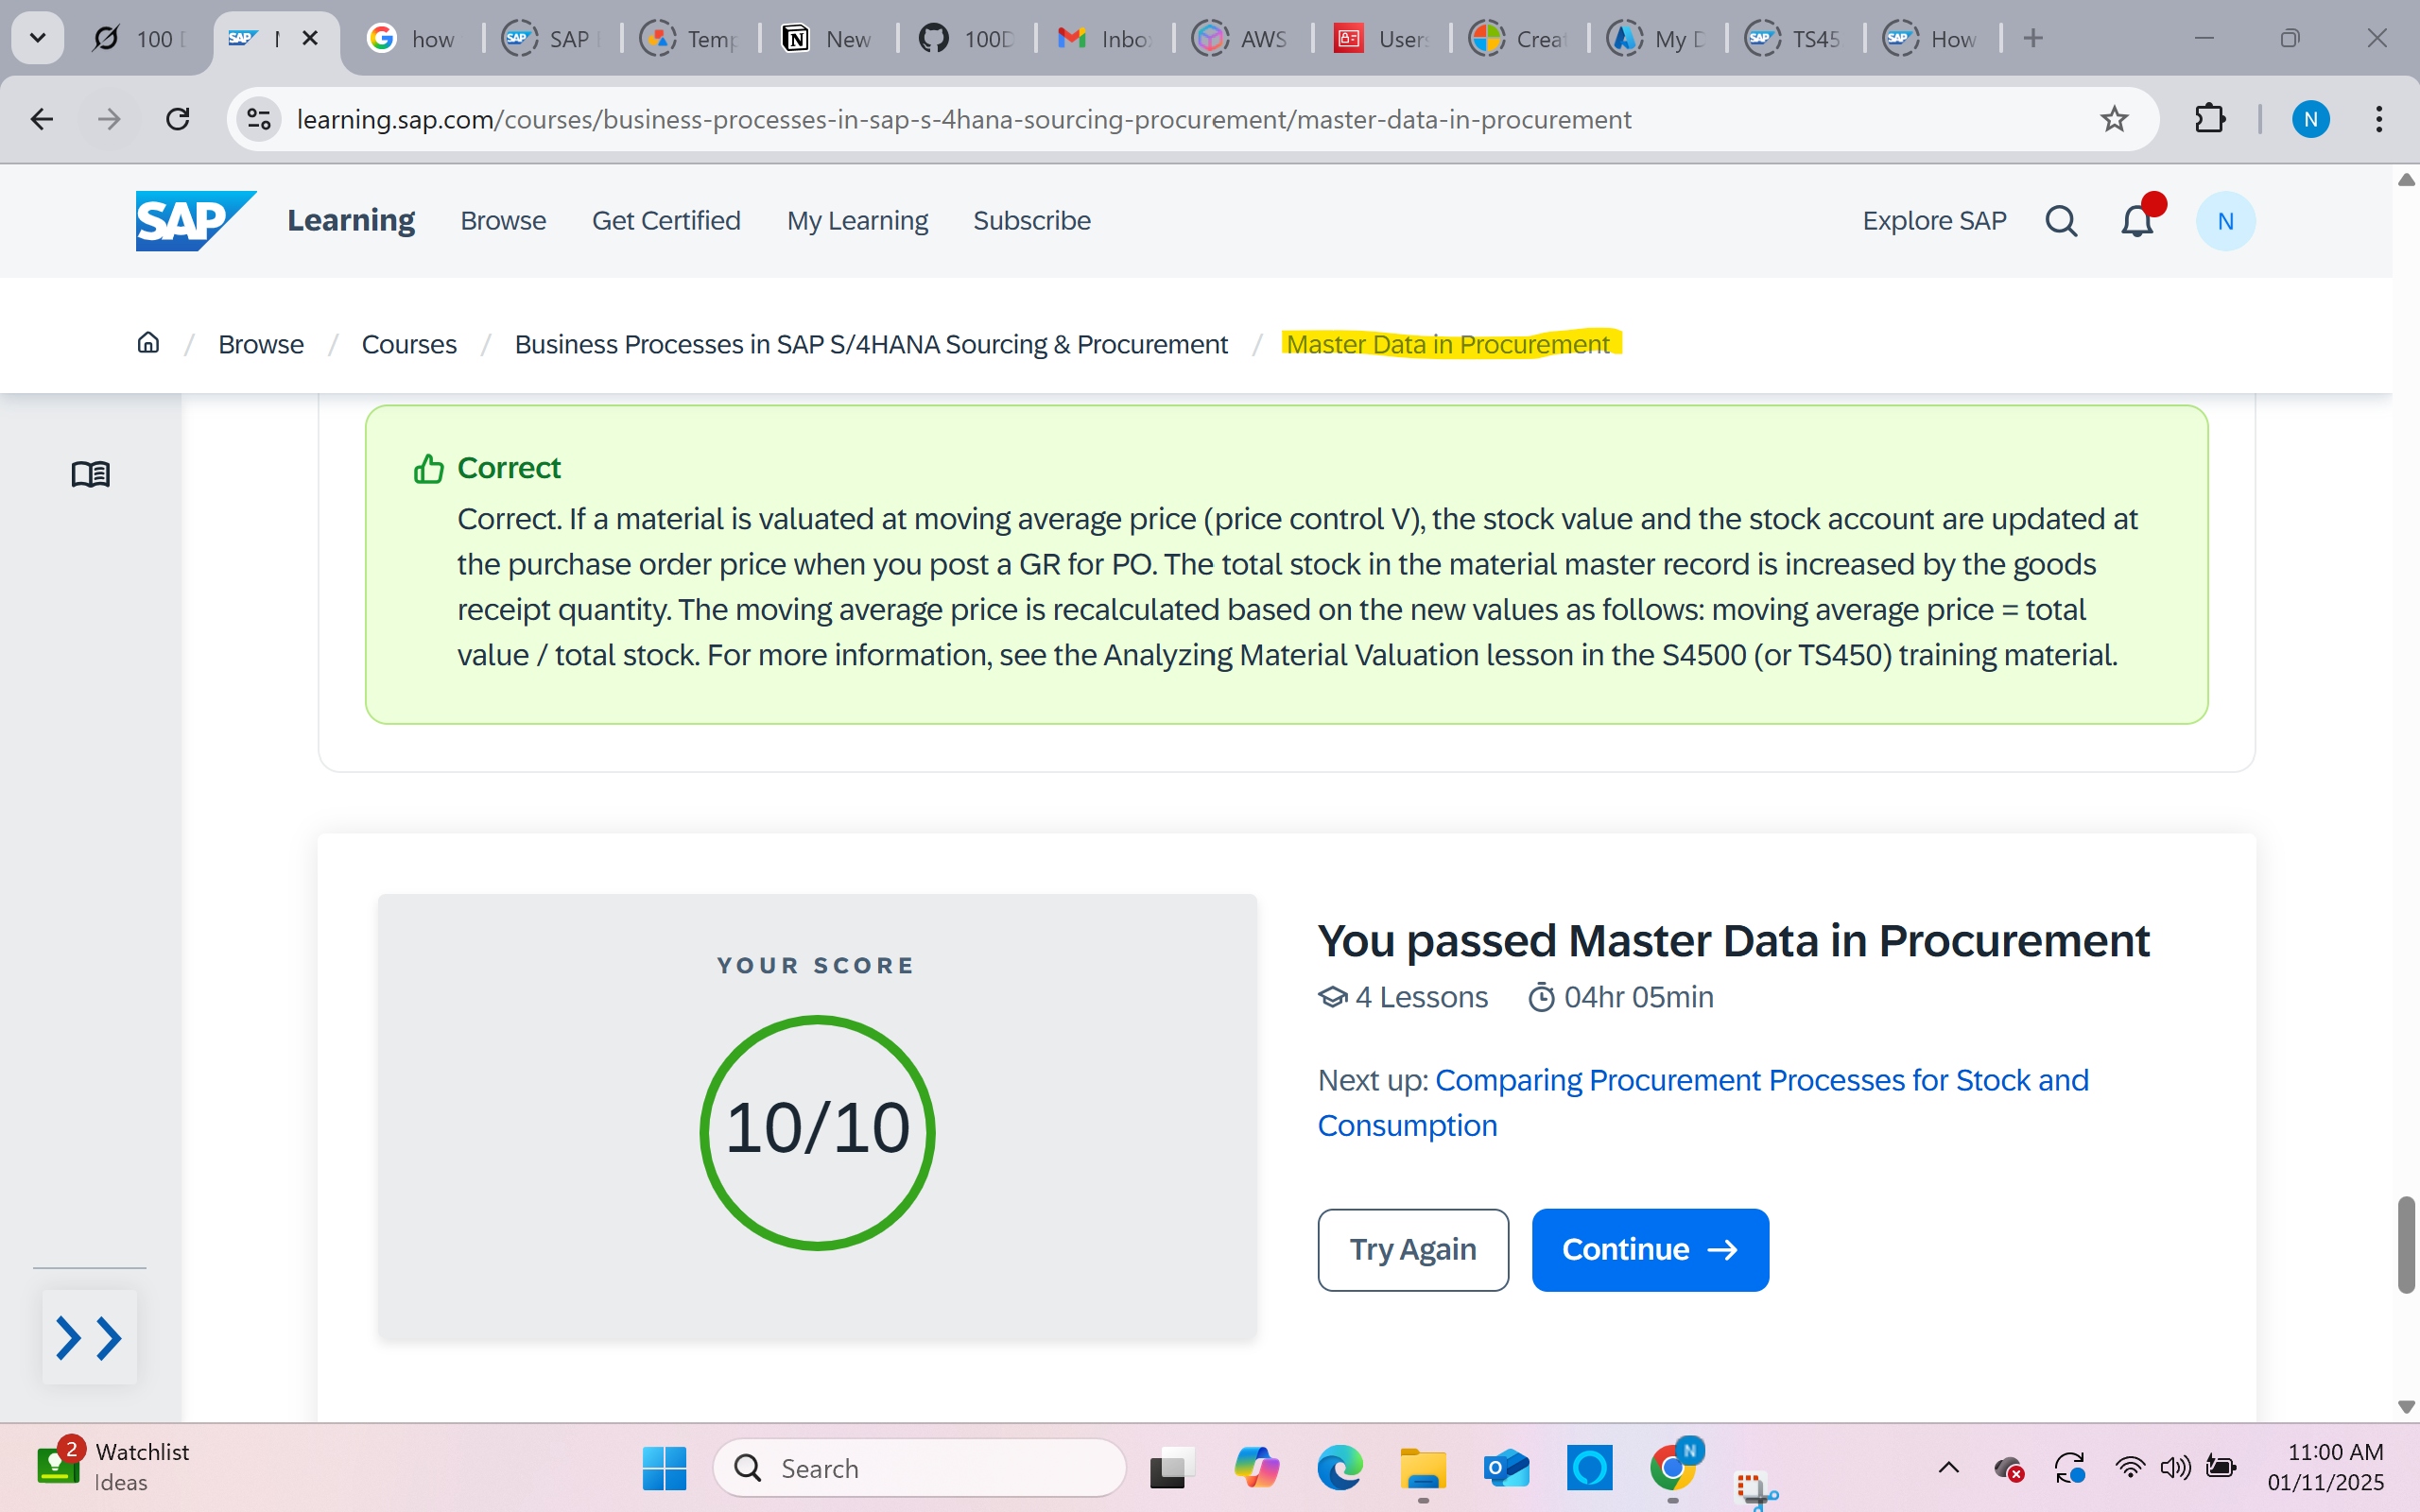 100
how
SAP
Temp
New
100D
Inbo
AWS
Users
Crea
My D
TS45
How
learning.sap.com/courses/business-processes-in-sap-s-4hana-sourcing-procurement/master-data-in-procurement
N
SAP Learning Browse Get Certified My Learning Subscribe Explore SAP N
/ Browse / Courses / Business Processes in SAP S/4HANA Sourcing & Procurement / Master Data in Procurement
Correct
Correct. If a material is valuated at moving average price (price control V), the stock value and the stock account are updated at
the purchase order price when you post a GR for PO. The total stock in the material master record is increased by the goods
receipt quantity. The moving average price is recalculated based on the new values as follows: moving average price = total
value / total stock. For more information, see the Analyzing Material Valuation lesson in the S4500 (or TS450) training material.
YOUR SCORE
10/10
You passed Master Data in Procurement
4 Lessons 04hr 05min
Next up: Comparing Procurement Processes for Stock and
Consumption
Try Again
Continue
2
Watchlist
Ideas
Search
N
11:00 AM
01/11/2025